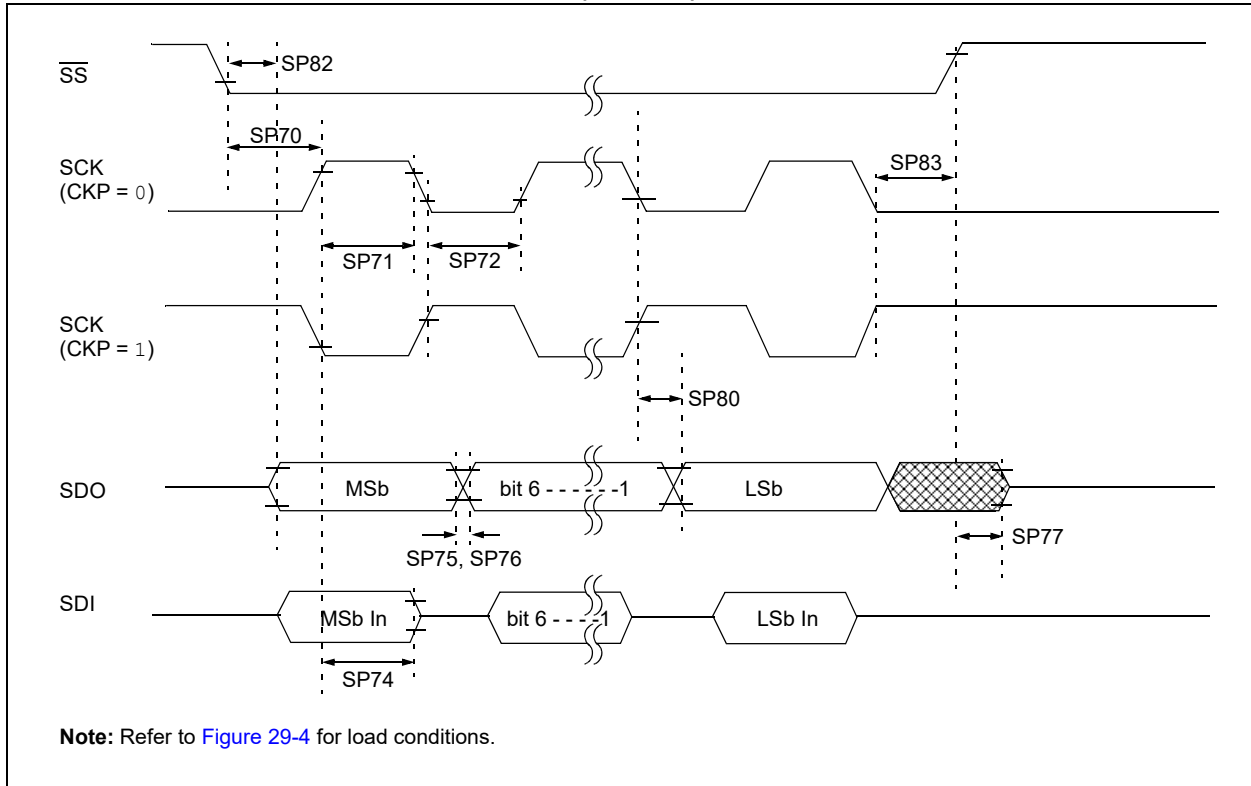 SS
SP82
SP70
SCK
(CKP = 0)
SP83
SP71
SP72
SCK
(CKP = 1)
SP80
SDO
MSb
bit 6 - - - - - -1
LSb
SP75, SP76
SP77
SDI
MSb In
bit 6 - - - -1
LSb In
SP74
Note: Refer to Figure 29-4 for load conditions.